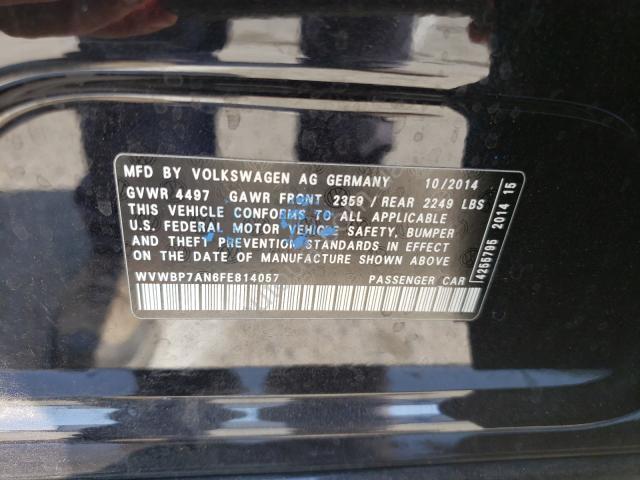 MFD BY VOLKSWAGEN AG GERMANY 10/2014
GVWR 4497 GAWR FRONT 2359 / REAR 2249 LBS
THIS VEHICLE CONFORMS TO ALL APPLICABLE
U.S. FEDERAL MOTOR VEHICLE SAFETY, BUMPER
AND THEFT PREVENTION STANDARDS IN EFFECT
ON THE DATE OF MANUFACTURE SHOWN ABOVE.
WVWBP7AN6FE814057 PASSENGER CAR
4255795 2014 15